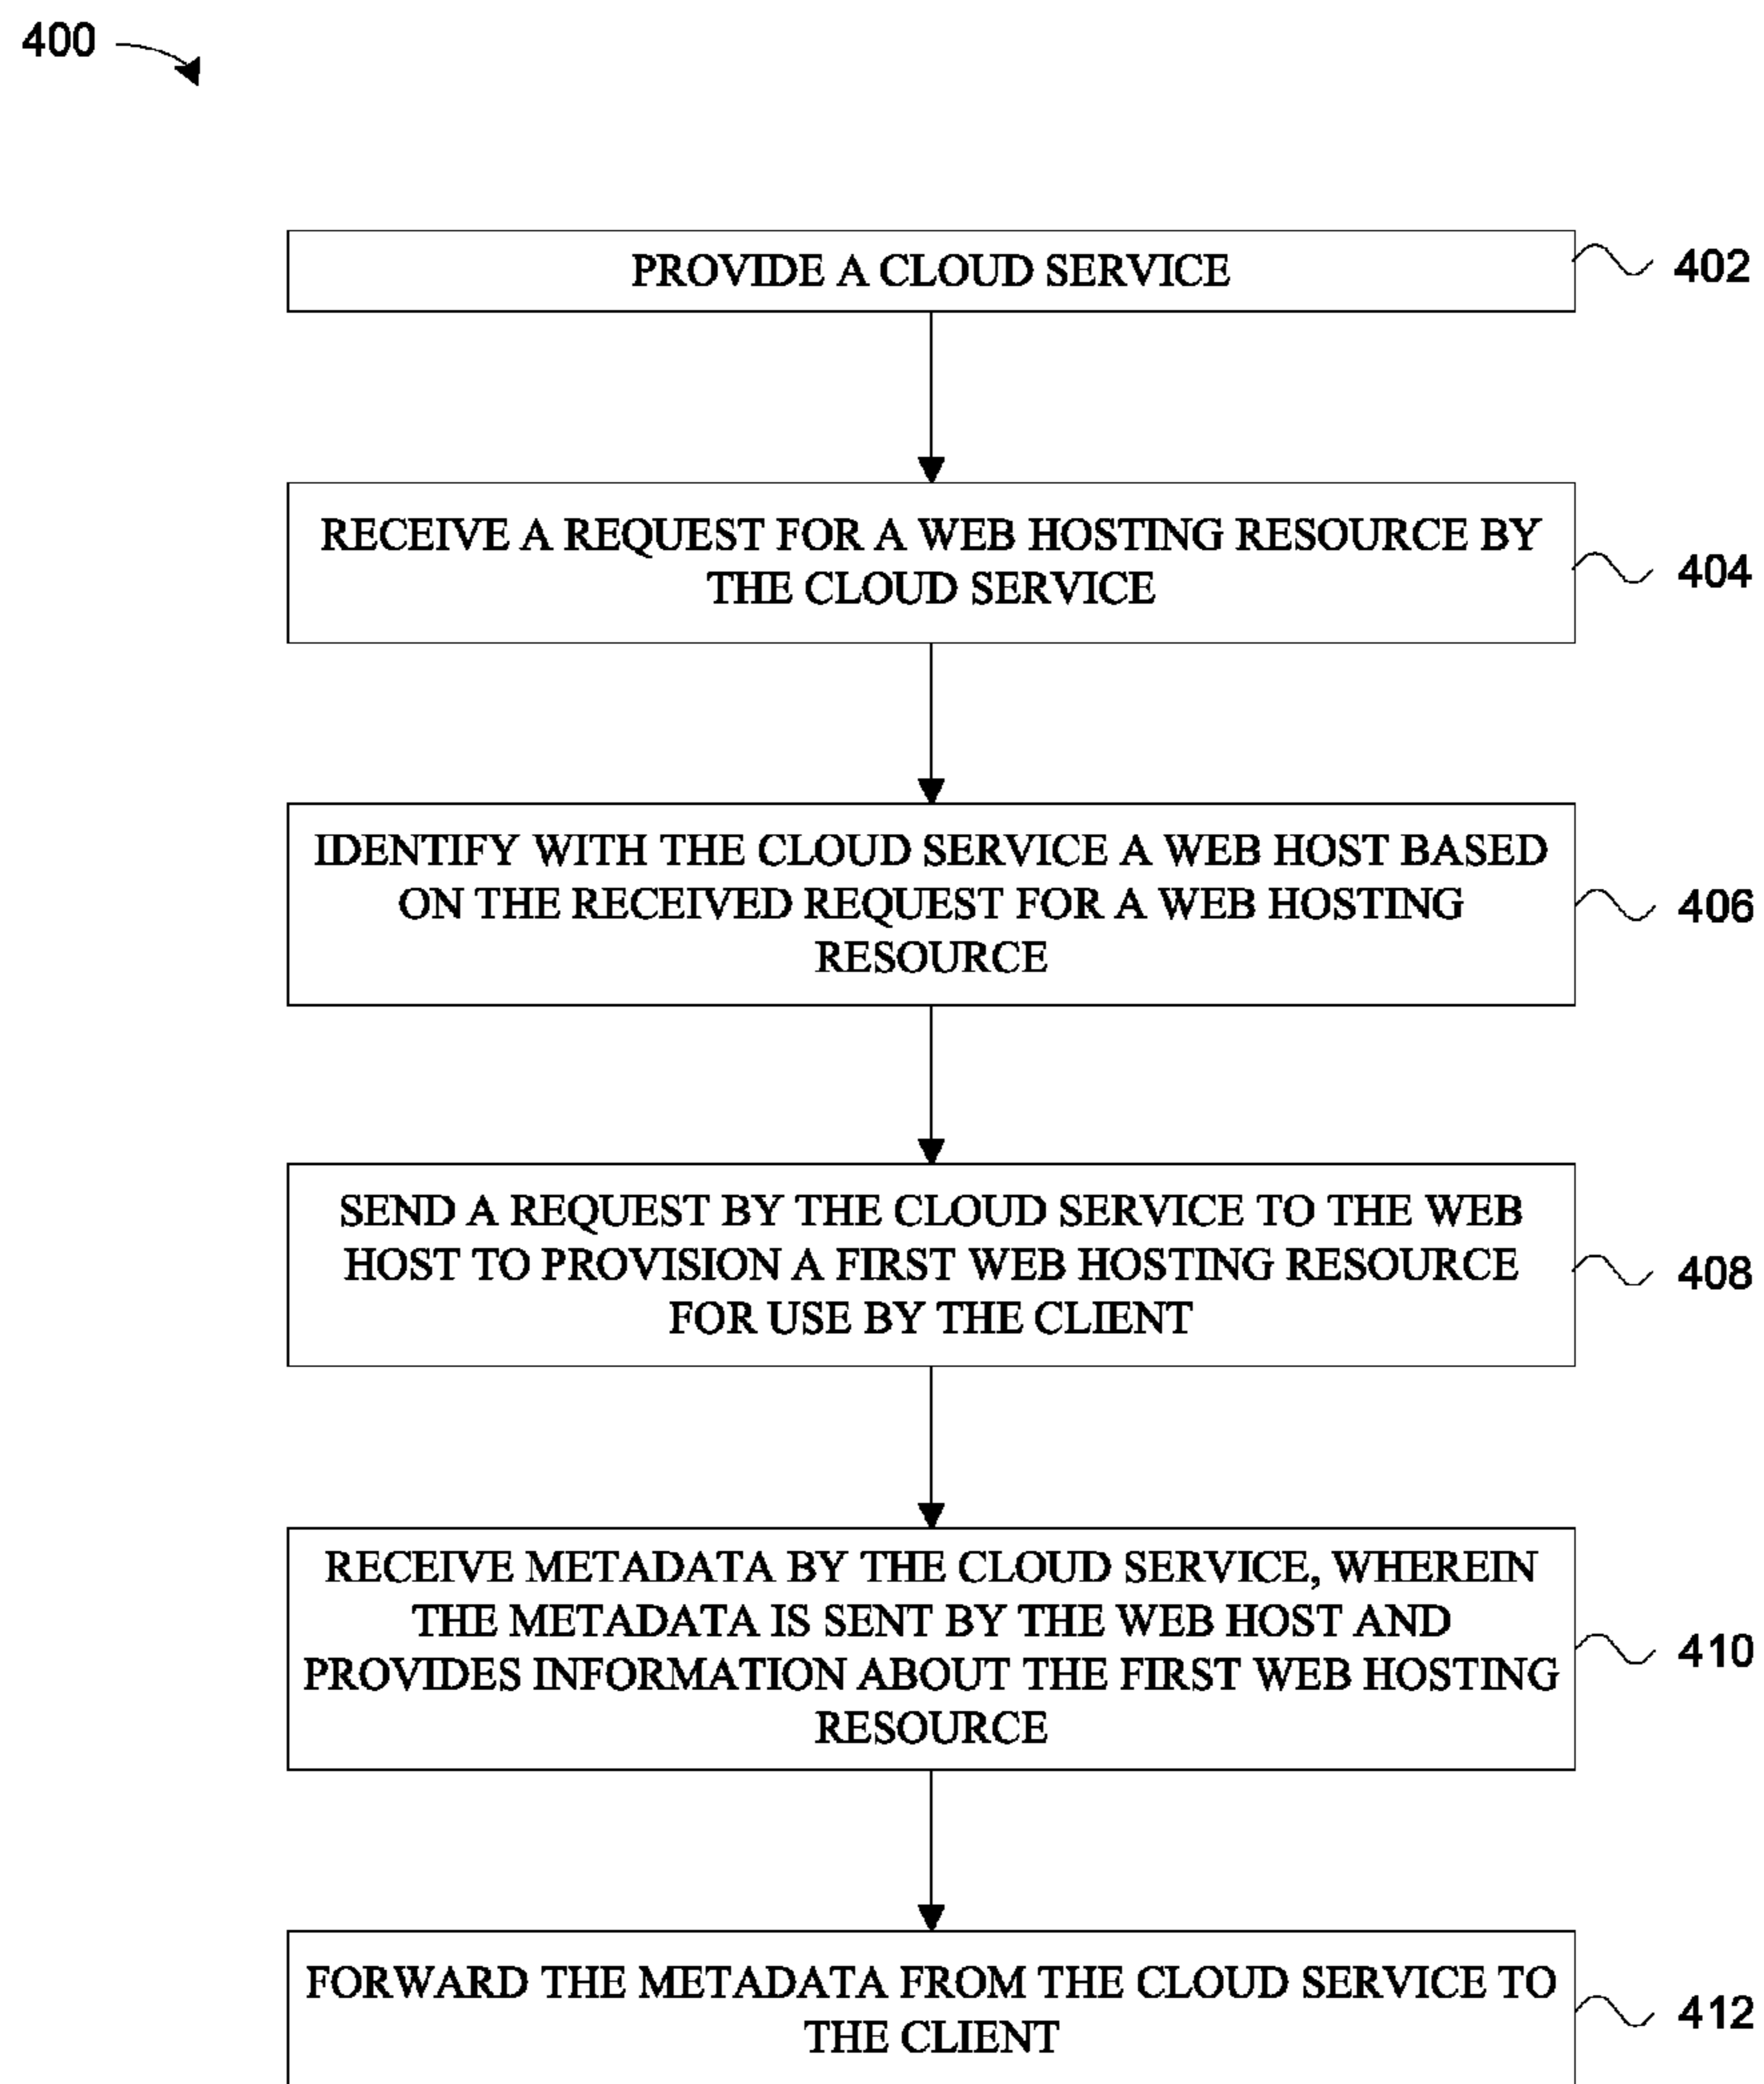 400
PROVIDE A CLOUD SERVICE
402
RECEIVE A REQUEST FOR A WEB HOSTING RESOURCE BY
THE CLOUD SERVICE
404
IDENTIFY WITH THE CLOUD SERVICE A WEB HOST BASED
ON THE RECEIVED REQUEST FOR A WEB HOSTING
RESOURCE
406
SEND A REQUEST BY THE CLOUD SERVICE TO THE WEB
HOST TO PROVISION A FIRST WEB HOSTING RESOURCE
FOR USE BY THE CLIENT
408
RECEIVE METADATA BY THE CLOUD SERVICE, WHEREIN
THE METADATA IS SENT BY THE WEB HOST AND
PROVIDES INFORMATION ABOUT THE FIRST WEB HOSTING
RESOURCE
410
FORWARD THE METADATA FROM THE CLOUD SERVICE TO
THE CLIENT
412